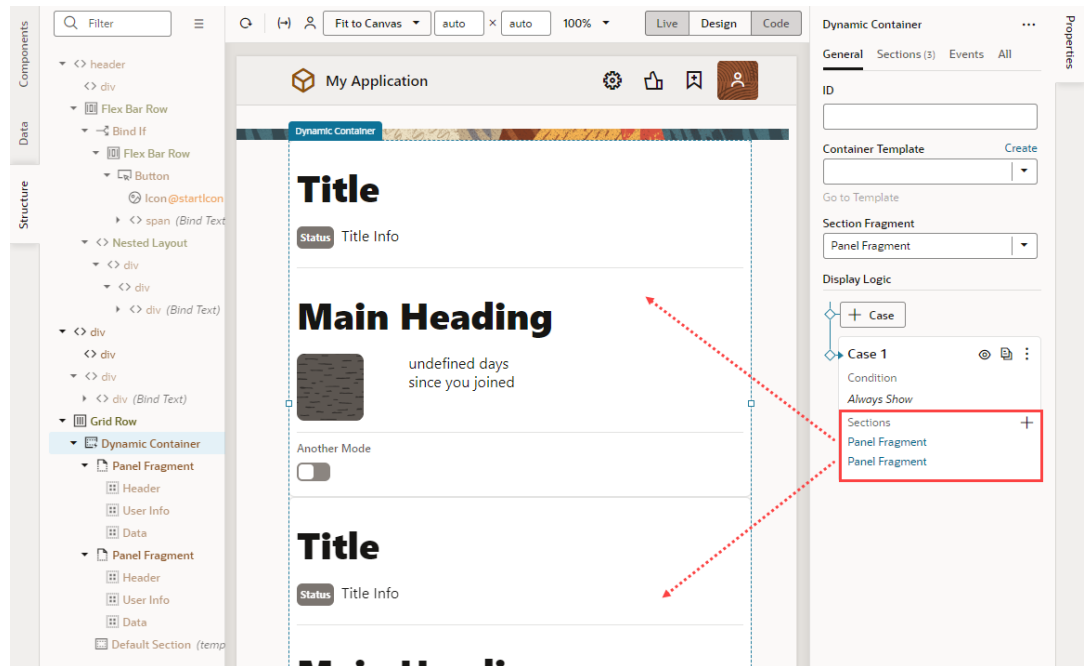 Components
Data
Structure
Filter
header
div
Flex Bar Row
Bind If
Flex Bar Row
Button
Icon@startIcon
span (Bind Text
Nested Layout
div
div
div (Bind Text)
div
div
div
div (Bind Text)
Grid Row
Dynamic Container
Panel Fragment
Header
User Info
Data
Panel Fragment
Header
User Info
Data
Default Section (temp
Fit to Canvas auto × auto 100% Live Design Code
My Application
Dynamic Container
Title
Status Title Info
Main Heading
undefined days
since you joined
Another Mode
Title
Status Title Info
Main Heading
Dynamic Container
General Sections (3) Events All
ID
Container Template Create
Go to Template
Section Fragment
Panel Fragment
Display Logic
+ Case
Case 1
Condition
Always Show
Sections
Panel Fragment
Panel Fragment
Properties